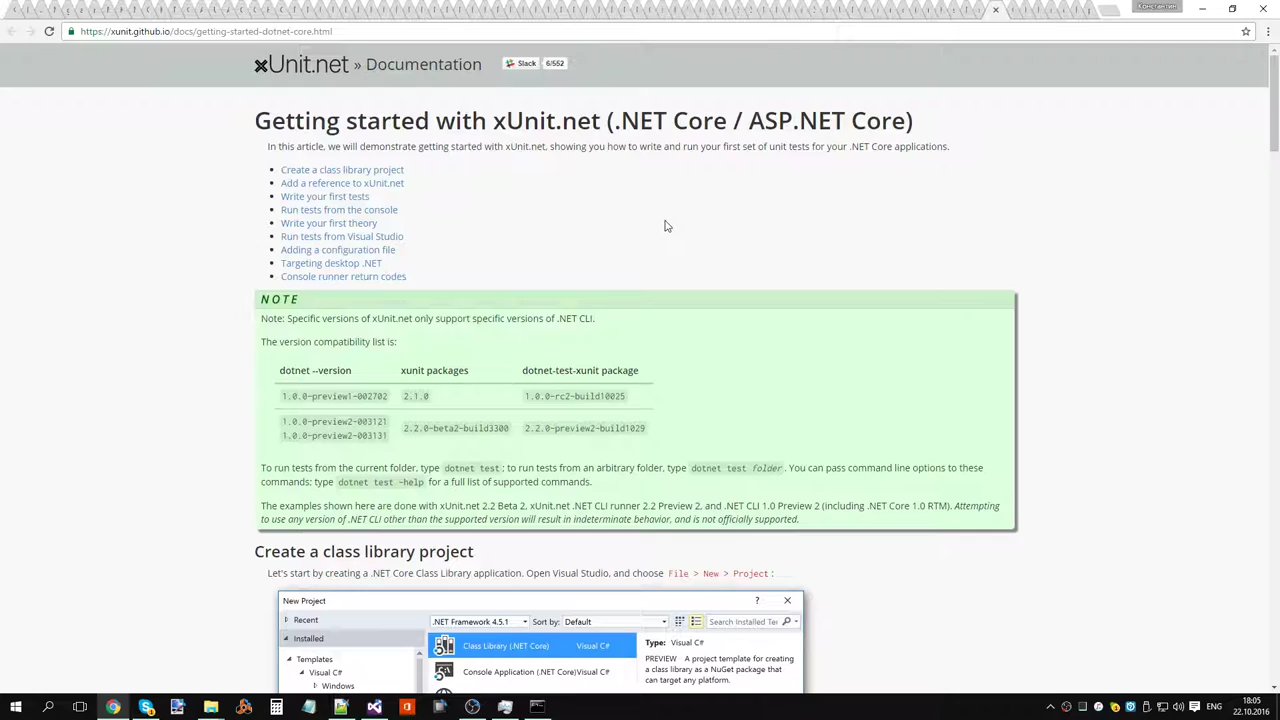 Константин
https://xunit.github.io/docs/getting-started-dotnet-core.html
xUnit.net » Documentation
Slack 6/552
Getting started with xUnit.net (.NET Core / ASP.NET Core)
In this article, we will demonstrate getting started with xUnit.net, showing you how to write and run your first set of unit tests for your .NET Core applications.
Create a class library project
Add a reference to xUnit.net
Write your first tests
Run tests from the console
Write your first theory
Run tests from Visual Studio
Adding a configuration file
Targeting desktop .NET
Console runner return codes
NOTE
Note: Specific versions of xUnit.net only support specific versions of .NET CLI.
The version compatibility list is:
dotnet --version xunit packages dotnet-test-xunit package
1.0.0-preview1-002702 2.1.0 1.0.0-rc2-build10025
1.0.0-preview2-003121
1.0.0-preview2-003131 2.2.0-beta2-build3300 2.2.0-preview2-build1029
To run tests from the current folder, type dotnet test; to run tests from an arbitrary folder, type dotnet test folder. You can pass command line options to these
commands; type dotnet test -help for a full list of supported commands.
The examples shown here are done with xUnit.net 2.2 Beta 2, xUnit.net .NET CLI runner 2.2 Preview 2, and .NET CLI 1.0 Preview 2 (including .NET Core 1.0 RTM). Attempting
to use any version of .NET CLI other than the supported version will result in indeterminate behavior, and is not officially supported.
Create a class library project
Let's start by creating a .NET Core Class Library application. Open Visual Studio, and choose File > New > Project:
New Project ?
Recent .NET Framework 4.5.1 Sort by: Default Search Installed Te
Installed Class Library (.NET Core) Visual C# Type: Visual C#
Templates PREVIEW A project template for creating
Visual C# Console Application (.NET Core) Visual C# a class library as a NuGet package that
Windows can target any platform.
ENG 18:05
22.10.2016